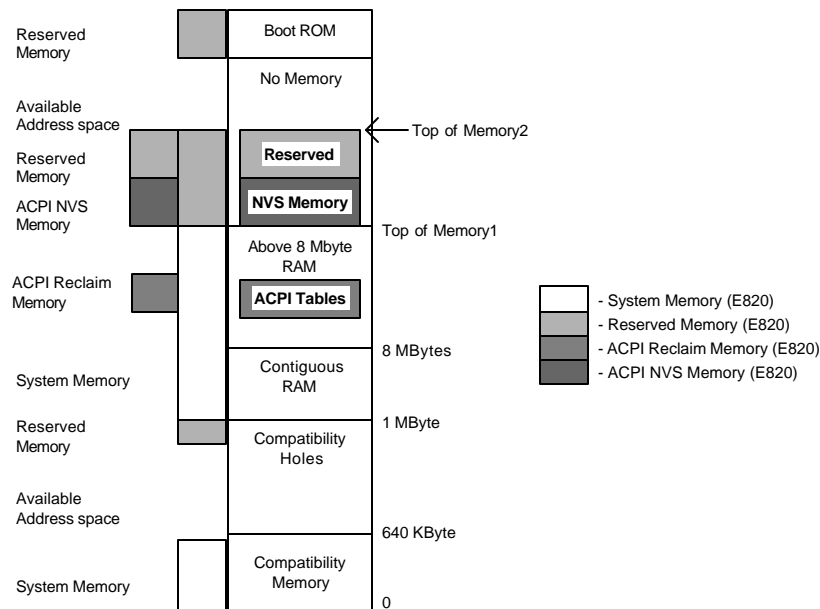 Reserved
Memory
Boot ROM
No Memory
Available
Address space
Top of Memory2
Reserved
Memory
Reserved
ACPI NVS
Memory
NVS Memory
Top of Memory1
Above 8 Mbyte
RAM
ACPI Reclaim
Memory
ACPI Tables
- System Memory (E820)
- Reserved Memory (E820)
- ACPI Reclaim Memory (E820)
- ACPI NVS Memory (E820)
8 MBytes
System Memory
Contiguous
RAM
1 MByte
Reserved
Memory
Compatibility
Holes
Available
Address space
640 KByte
System Memory
Compatibility
Memory
0